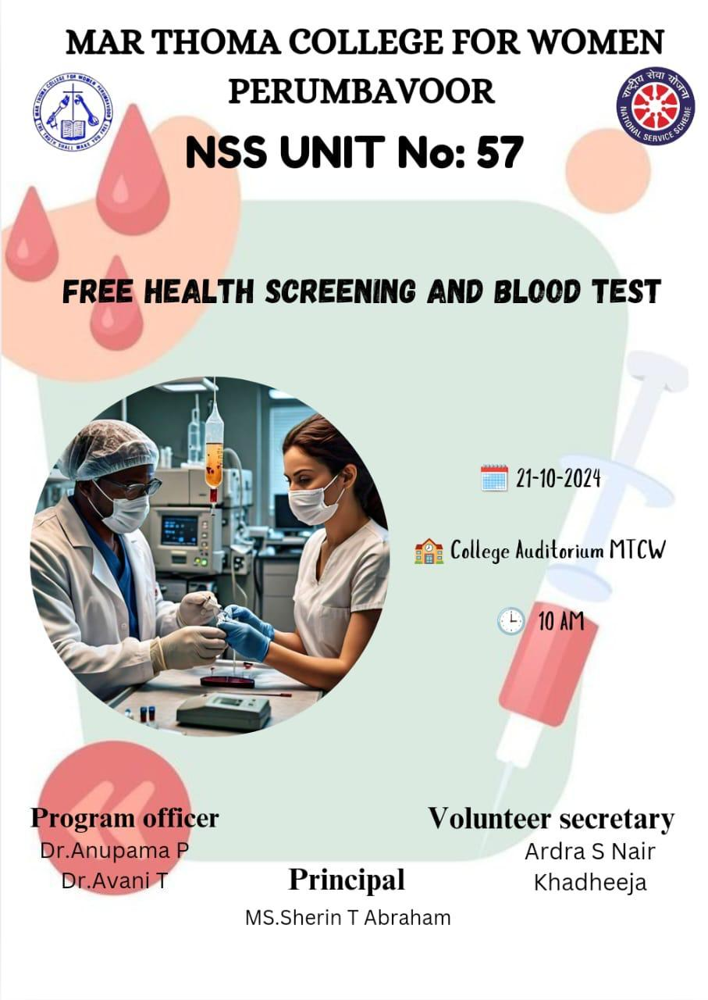 MAR THOMA COLLEGE FOR WOMEN
PERUMBAVOOR
MAR THOMA COLLEGE FOR WOMEN PERUMBAVOOR
THE TRUTH SHALL MAKE YOU FREE
राष्ट्रीय सेवा योजना
NATIONAL SERVICE SCHEME
NSS UNIT No: 57
FREE HEALTH SCREENING AND BLOOD TEST
21-10-2024
College Auditorium MTCW
10 AM
Program officer
Dr.Anupama P
Dr.Avani T
Volunteer secretary
Ardra S Nair
Khadheeja
Principal
MS.Sherin T Abraham